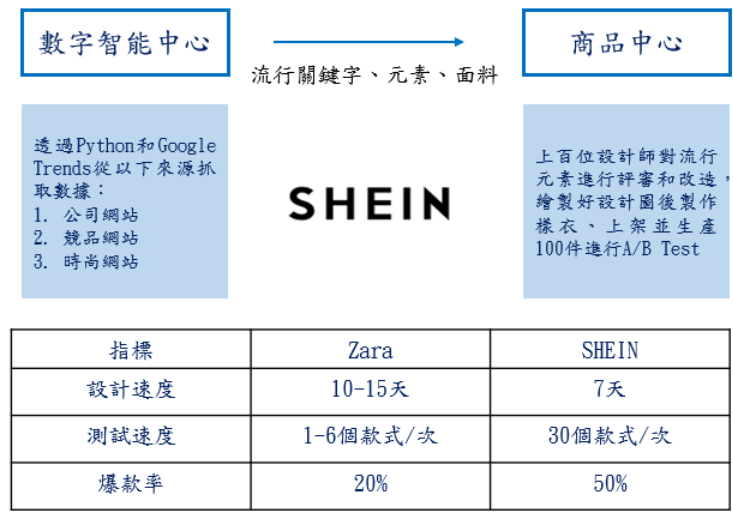 數字智能中心
商品中心
流行關鍵字、元素、面料
透過Python和Google
Trends從以下來源抓
取數據：
1. 公司網站
2. 競品網站
3. 時尚網站
SHEIN
上百位設計師對流行
元素進行評審和改造，
繪製好設計圖後製作
樣衣、上架並生產
100件進行A/B Test
指標 Zara SHEIN
設計速度 10-15天 7天
測試速度 1-6個款式/次 30個款式/次
爆款率 20% 50%